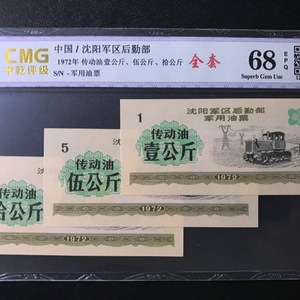 CMG
中乾评级
中国 / 沈阳军区后勤部
1972年 传动油壹公斤、伍公斤、拾公斤 全套
S/N - 军用油票
68
EPQ
Superb Gem Unc
1
沈阳军区后勤部
军用油票
传动油
壹公斤
1972
5
沈阳
传动油
伍公斤
1972
传动油
拾公斤
1972